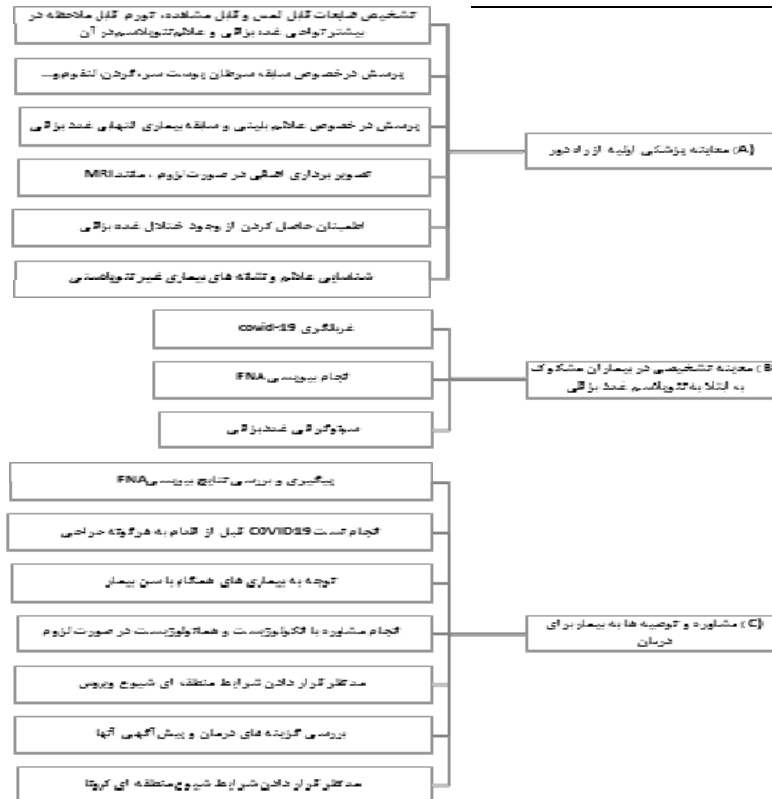 (A) معاینه پزشکی اولیه از راه دور
تشخیص ضایعات قابل لمس و قابل مشاهده، تورم قابل ملاحظه در
بیشتر نواحی غده بزاقی و علائم نئوپلاسم در آن
پرسش در خصوص سابقه سرطان پوست سر، گردن، لنفوم و...
پرسش در خصوص علائم بالینی و سابقه بیماری التهابی غدد بزاقی
تصویر برداری اضافی در صورت لزوم، مانند MRI
اطمینان حاصل کردن از وجود ختلال غده بزاقی
شناسایی علائم و نشانه های بیماری غیر نئوپلاستی
B) معاینه تشخیصی در بیماران مشکوک
به ابتلا به نئوپلاسم غدد بزاقی
غربالگری covid-19
انجام بیوپسی FNA
سونوگرافی غدد بزاقی
(C) مشاوره و توصیه ها به بیمار برای
درمان
پیگیری و بررسی نتایج بیوپسی FNA
انجام تست COVID19 قبل از اقدام به هرگونه جراحی
توجه به بیماری های همگام با سن بیمار
انجام مشاوره با انکولوژیست و هماتولوژیست در صورت لزوم
مدنظر قرار دادن شرایط منطقه ای شیوع ویروس
بررسی گزینه های درمان و پیش آگهی آنها
مدنظر قرار دادن شرایط شیوع منطقه ای کرونا